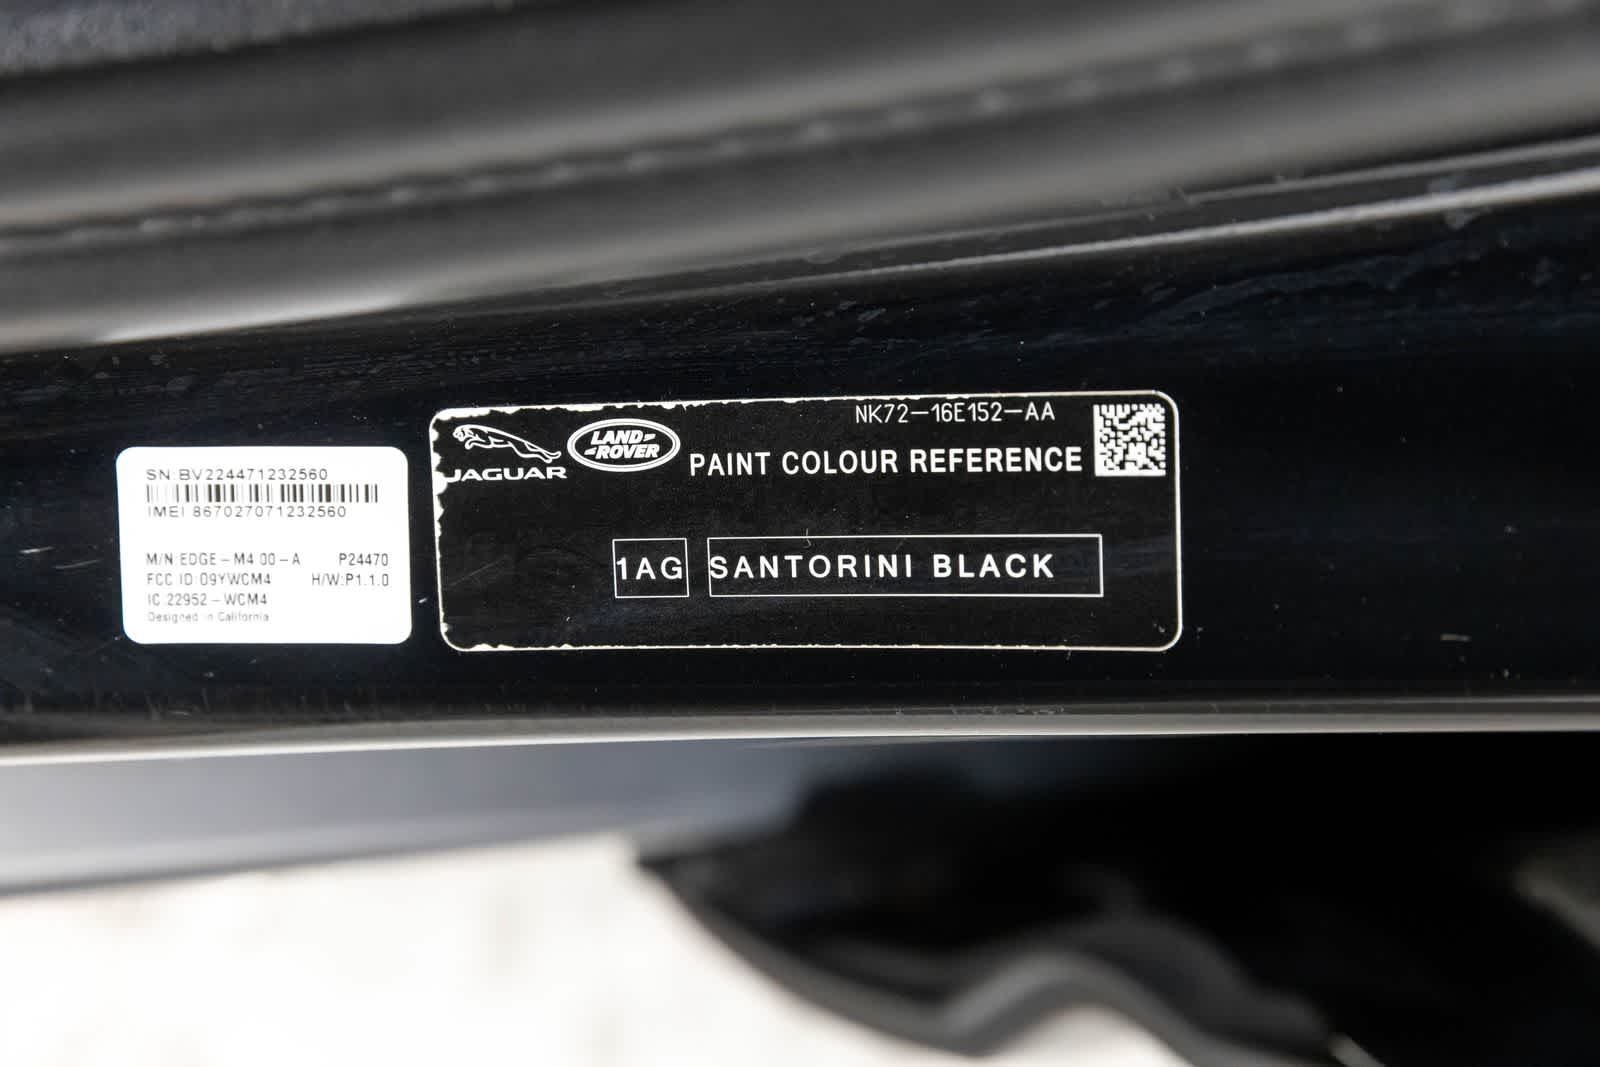 SN:BV224471232560
IMEI 867027071232560
M/N:EDGE-M4 00-A P24470
FCC ID:09YWCM4 H/W:P1.1.0
IC:22952-WCM4
Designed in California
NK72-16E152-AA
JAGUAR
LAND-
-ROVER
PAINT COLOUR REFERENCE
1AG SANTORINI BLACK